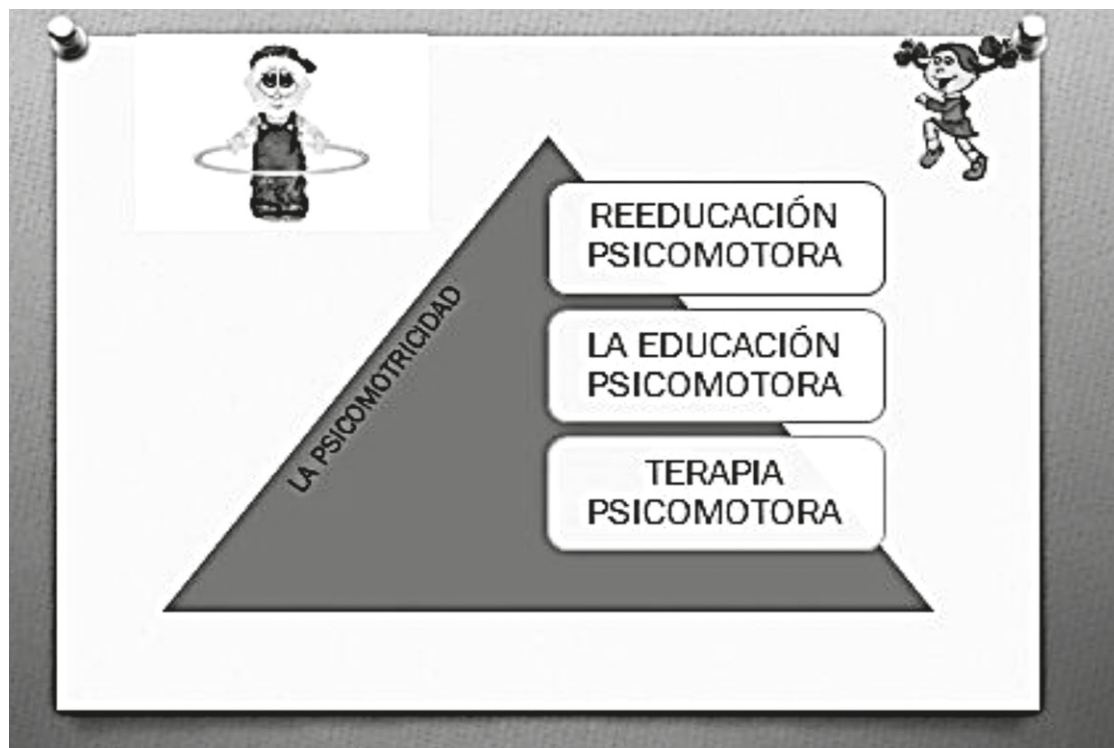 LA PSICOMOTRICIDAD
REEDUCACIÓN
PSICOMOTORA
LA EDUCACIÓN
PSICOMOTORA
TERAPIA
PSICOMOTORA